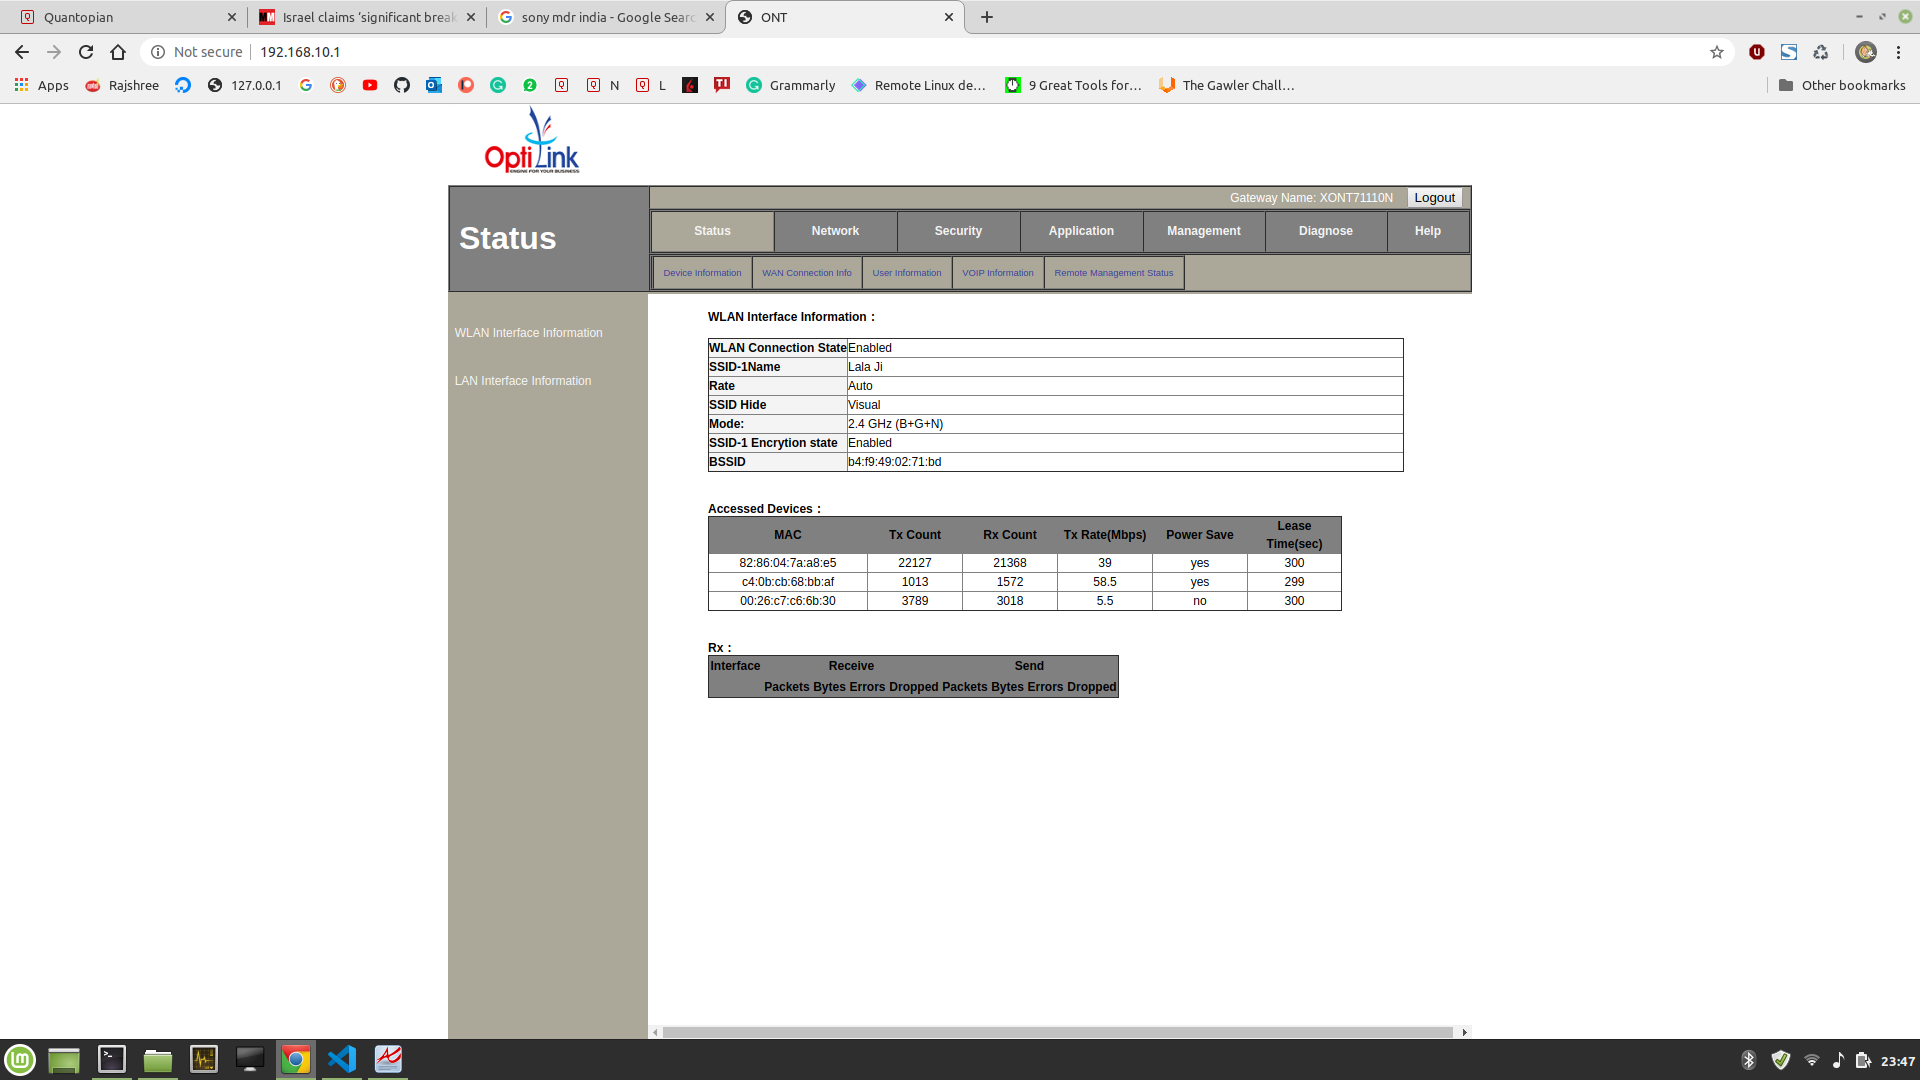 Quantopian
Israel claims ‘significant break
sony mdr india - Google Searc
ONT
Not secure
192.168.10.1
Apps
Rajshree
127.0.0.1
N
L
Grammarly
Remote Linux de...
9 Great Tools for...
The Gawler Chall...
Other bookmarks
OptiLink
ENGINE FOR YOUR BUSINESS
Gateway Name: XONT71110N
Logout
Status
Status Network Security Application Management Diagnose Help
Device Information WAN Connection Info User Information VOIP Information Remote Management Status
WLAN Interface Information
LAN Interface Information
WLAN Interface Information :
WLAN Connection State Enabled
SSID-1Name Lala Ji
Rate Auto
SSID Hide Visual
Mode: 2.4 GHz (B+G+N)
SSID-1 Encrytion state Enabled
BSSID b4:f9:49:02:71:bd
Accessed Devices :
MAC Tx Count Rx Count Tx Rate(Mbps) Power Save Lease Time(sec)
82:86:04:7a:a8:e5 22127 21368 39 yes 300
c4:0b:cb:68:bb:af 1013 1572 58.5 yes 299
00:26:c7:c6:6b:30 3789 3018 5.5 no 300
Rx :
Interface Receive Send
Packets Bytes Errors Dropped Packets Bytes Errors Dropped
23:47